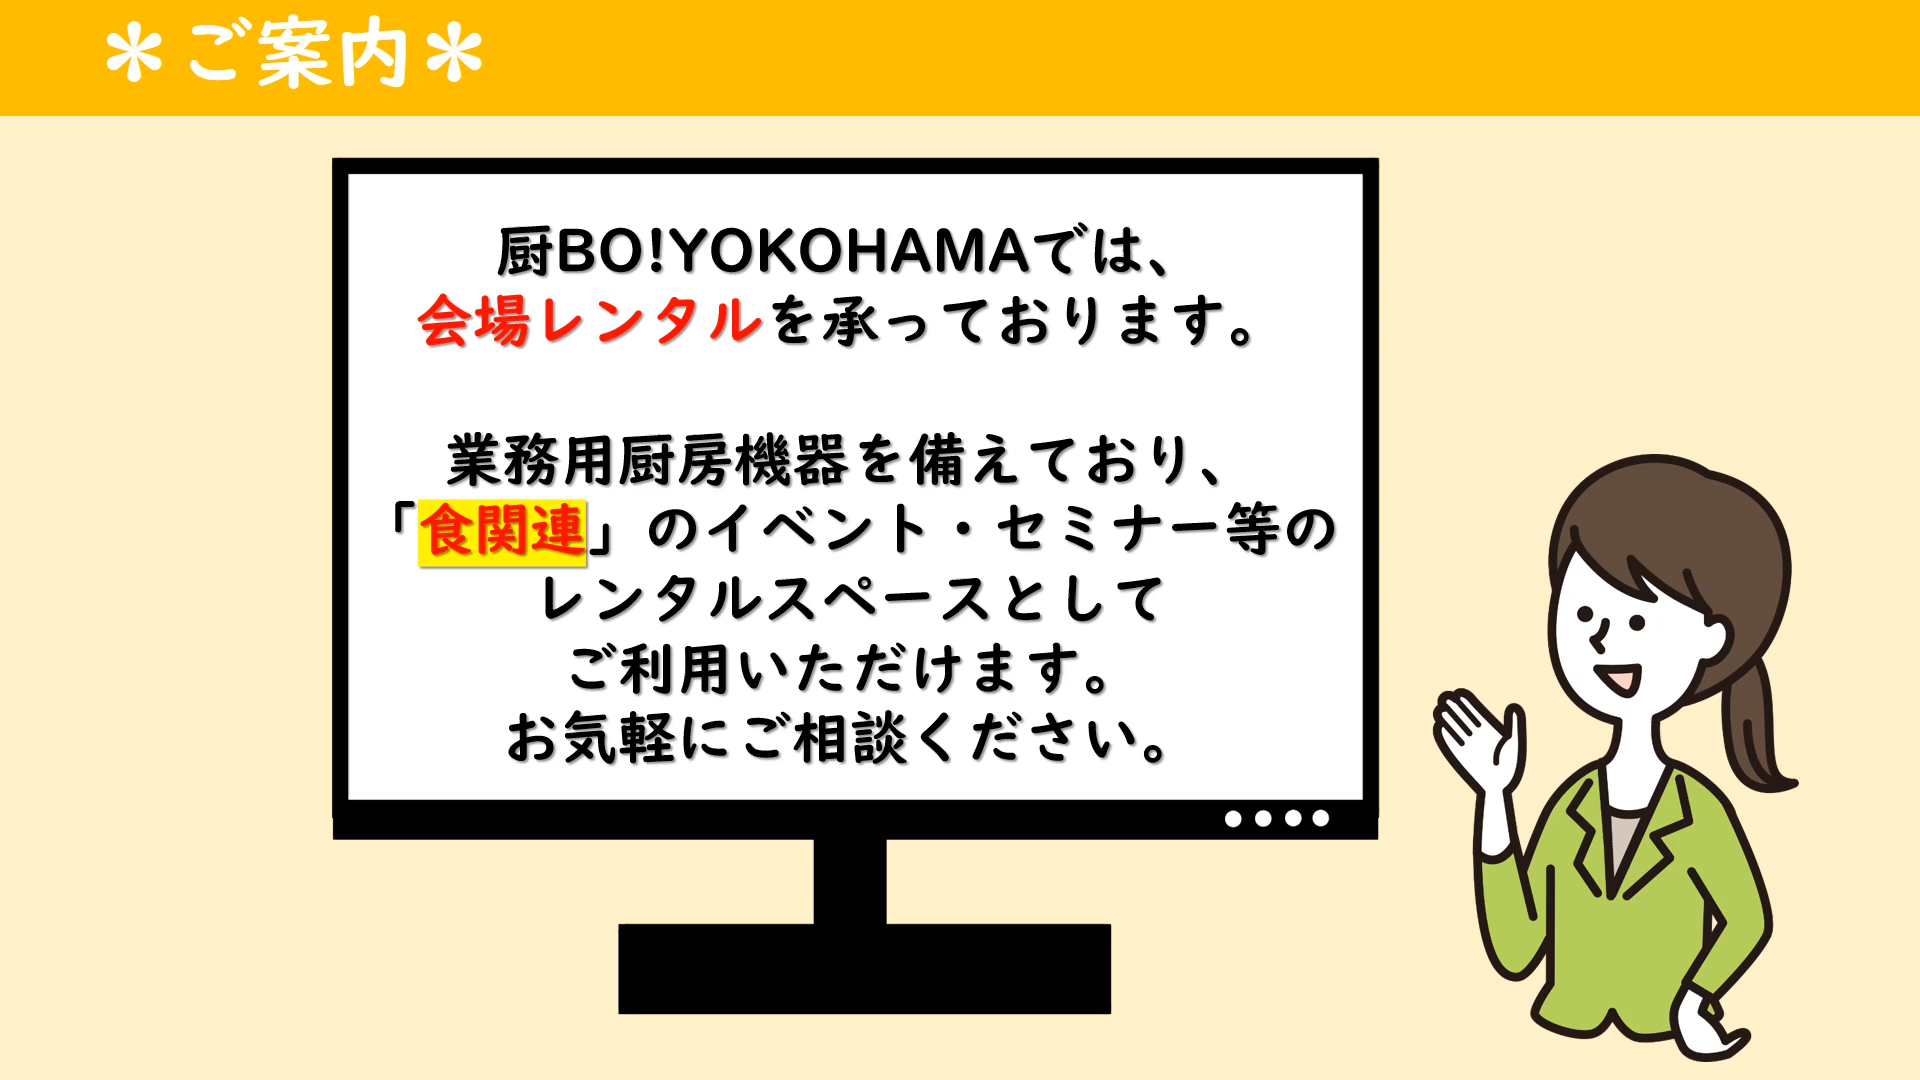 ＊ご案内＊
厨BO!YOKOHAMAでは、
会場レンタルを承っております。
業務用厨房機器を備えており、
「食関連」のイベント・セミナー等の
レンタルスペースとして
ご利用いただけます。
お気軽にご相談ください。